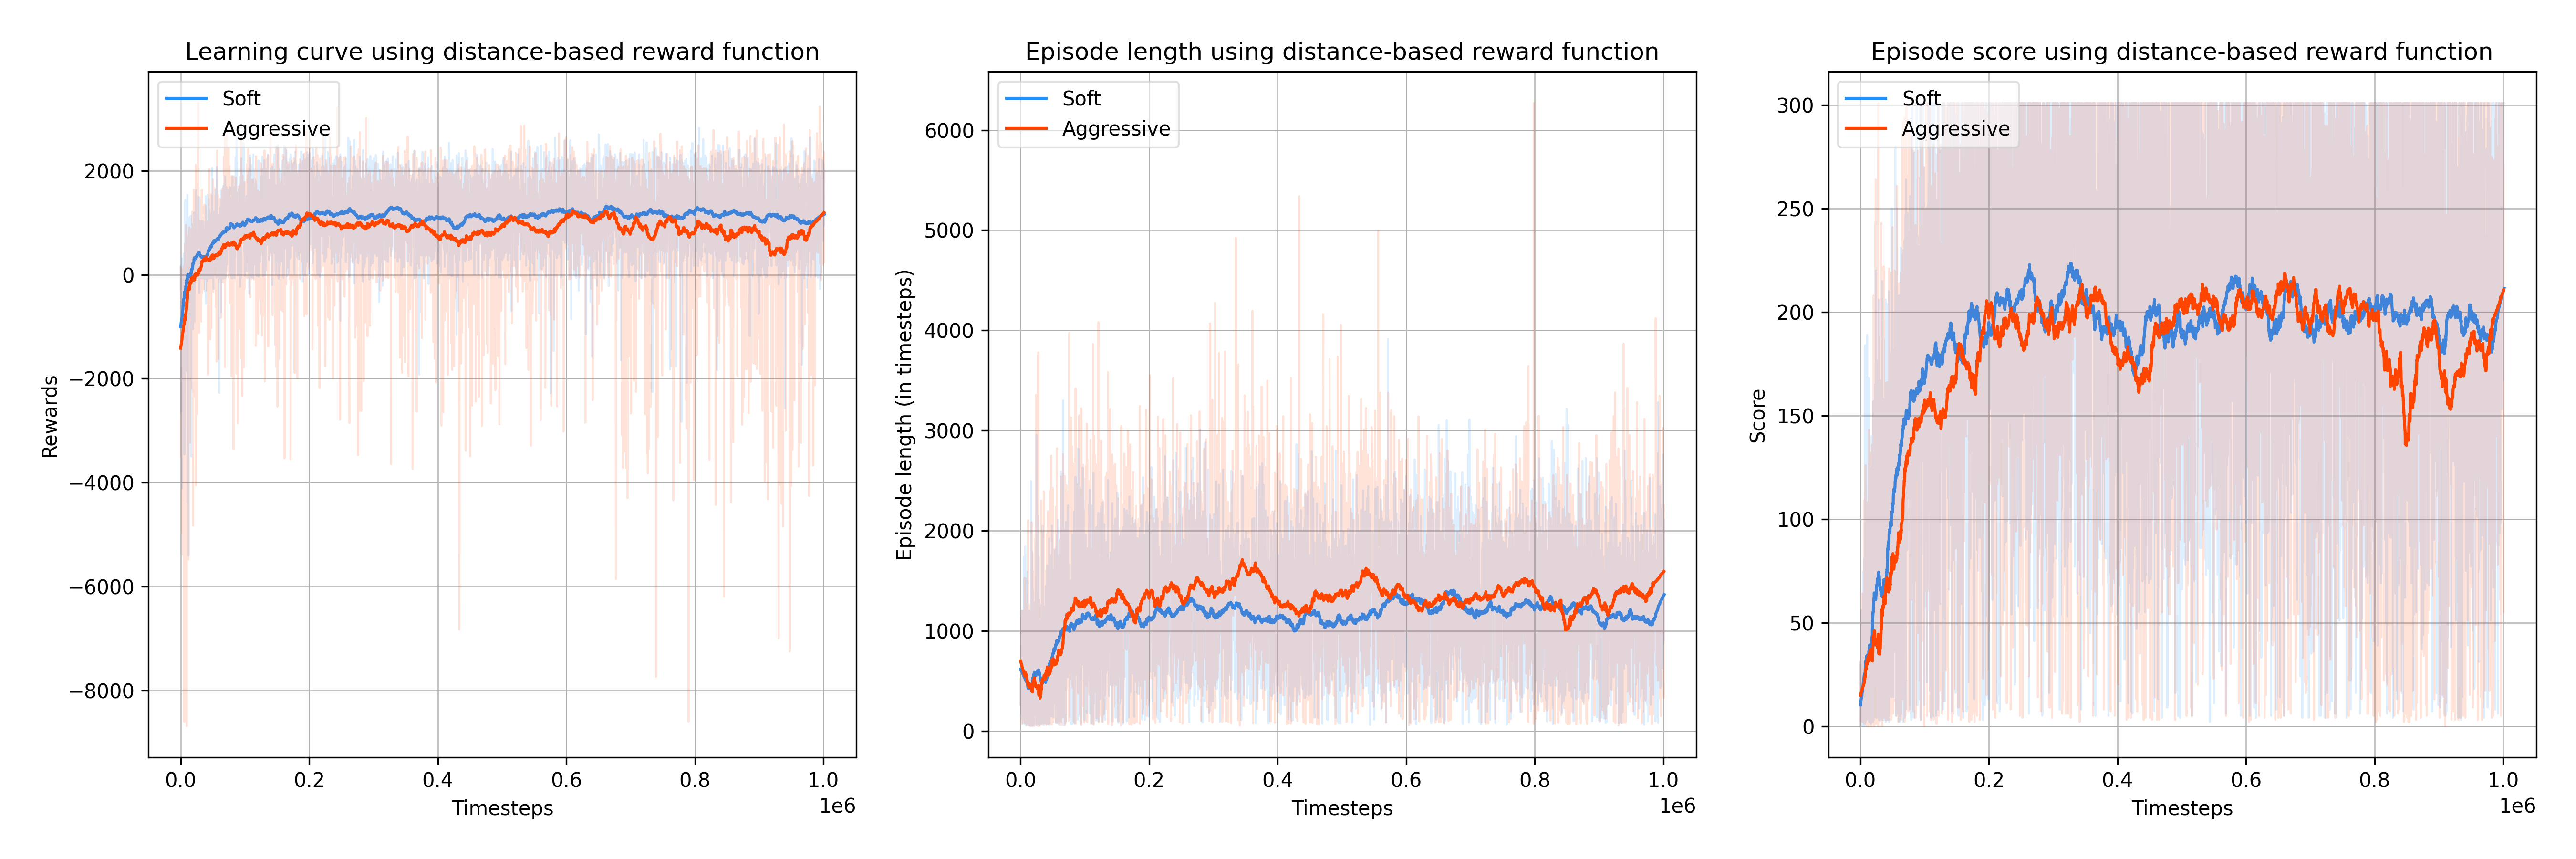 Learning curve using distance-based reward function
Soft
Aggressive
2000
0
−2000
−4000
−6000
−8000
Rewards
0.0 0.2 0.4 0.6 0.8 1.0
1e6
Timesteps
Episode length using distance-based reward function
Soft
Aggressive
6000
5000
4000
3000
2000
1000
0
Episode length (in timesteps)
0.0 0.2 0.4 0.6 0.8 1.0
1e6
Timesteps
Episode score using distance-based reward function
Soft
Aggressive
300
250
200
150
100
50
0
Score
0.0 0.2 0.4 0.6 0.8 1.0
1e6
Timesteps